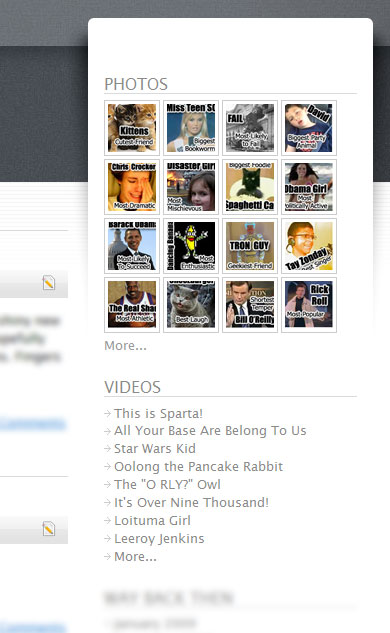 PHOTOS
Kittens
Cutest Friend
Miss Teen SC
Biggest
Bookworm
FAIL
Most Likely
to Fail
David
Biggest Party
Animal
Chris Crocker
Most Dramatic
Disaster Girl
Most
Mischievous
Biggest Foodie
Spaghetti Ca
Obama Girl
Most
Politically Active
Barack Obama
Most Likely
To Succeed
Dancing Banana
Most
Enthusiastic
TRON GUY
Geekiest Friend
Tay Zonday
Singer
The Real Sha
Most Athletic
Best Laugh
Shortest
Temper
Bill O'Reilly
Rick
Roll
Most Popular
More...
VIDEOS
This is Sparta!
All Your Base Are Belong To Us
Star Wars Kid
Oolong the Pancake Rabbit
The "O RLY?" Owl
It's Over Nine Thousand!
Loituma Girl
Leeroy Jenkins
More...
Comments
WAY BACK THEN
January 2009
Comments